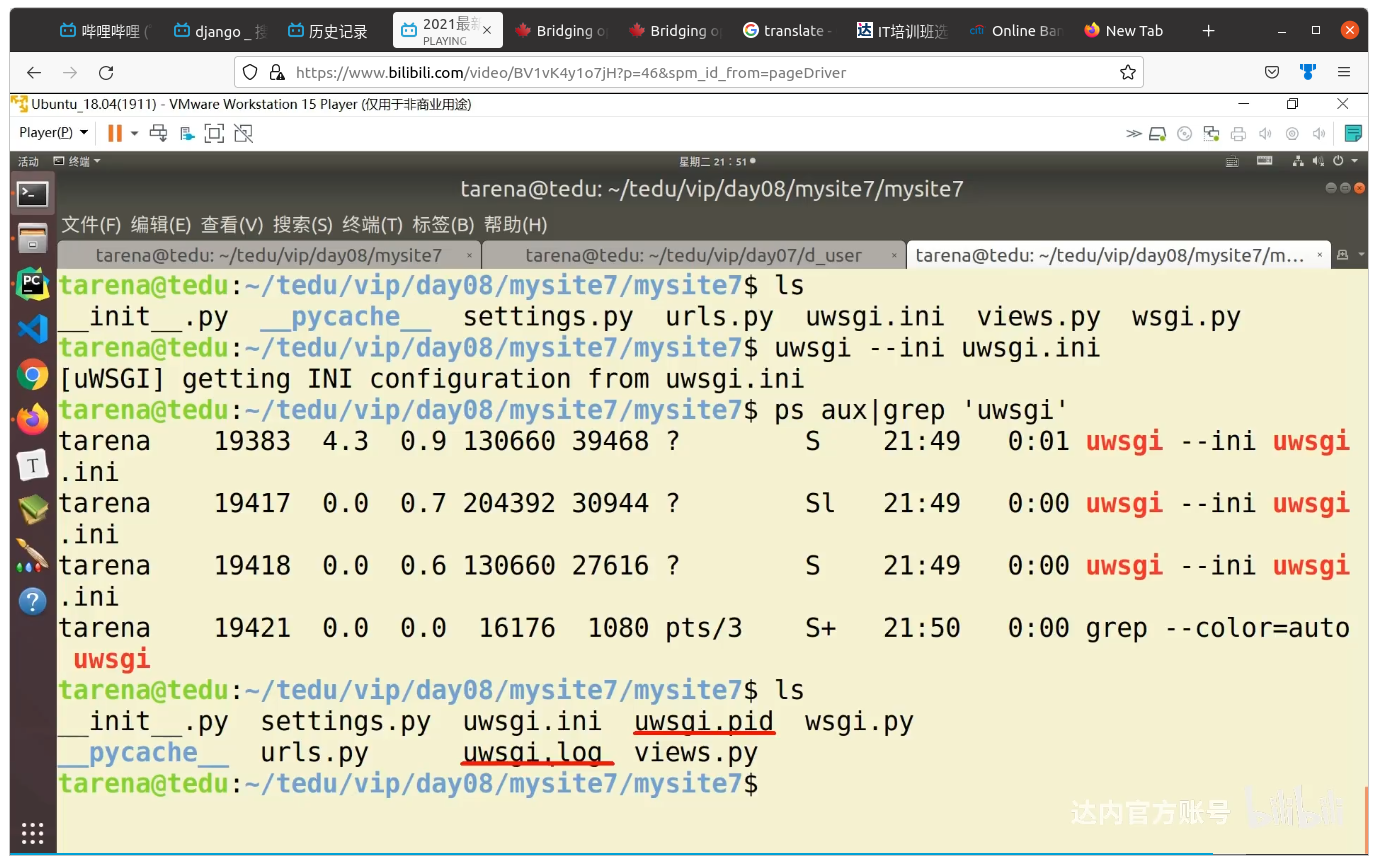 哔哩哔哩 (
django _ 搜
历史记录
2021最新
PLAYING
Bridging o
Bridging o
translate -
IT培训班选
citi Online Ban
New Tab
https://www.bilibili.com/video/BV1vK4y1o7jH?p=46&spm_id_from=pageDriver
Ubuntu_18.04(1911) - VMware Workstation 15 Player (仅用于非商业用途)
Player(P)
活动 终端 星期二 21：51
tarena@tedu: ~/tedu/vip/day08/mysite7/mysite7
文件(F) 编辑(E) 查看(V) 搜索(S) 终端(T) 标签(B) 帮助(H)
tarena@tedu: ~/tedu/vip/day08/mysite7 × tarena@tedu: ~/tedu/vip/day07/d_user × tarena@tedu: ~/tedu/vip/day08/mysite7/m... ×
tarena@tedu:~/tedu/vip/day08/mysite7/mysite7$ ls
__init__.py __pycache__ settings.py urls.py uwsgi.ini views.py wsgi.py
tarena@tedu:~/tedu/vip/day08/mysite7/mysite7$ uwsgi --ini uwsgi.ini
[uWSGI] getting INI configuration from uwsgi.ini
tarena@tedu:~/tedu/vip/day08/mysite7/mysite7$ ps aux|grep 'uwsgi'
tarena 19383 4.3 0.9 130660 39468 ? S 21:49 0:01 uwsgi --ini uwsgi
.ini
tarena 19417 0.0 0.7 204392 30944 ? Sl 21:49 0:00 uwsgi --ini uwsgi
.ini
tarena 19418 0.0 0.6 130660 27616 ? S 21:49 0:00 uwsgi --ini uwsgi
.ini
tarena 19421 0.0 0.0 16176 1080 pts/3 S+ 21:50 0:00 grep --color=auto
uwsgi
tarena@tedu:~/tedu/vip/day08/mysite7/mysite7$ ls
__init__.py settings.py uwsgi.ini uwsgi.pid wsgi.py
__pycache__ urls.py uwsgi.log views.py
tarena@tedu:~/tedu/vip/day08/mysite7/mysite7$
达内官方账号 bilibili